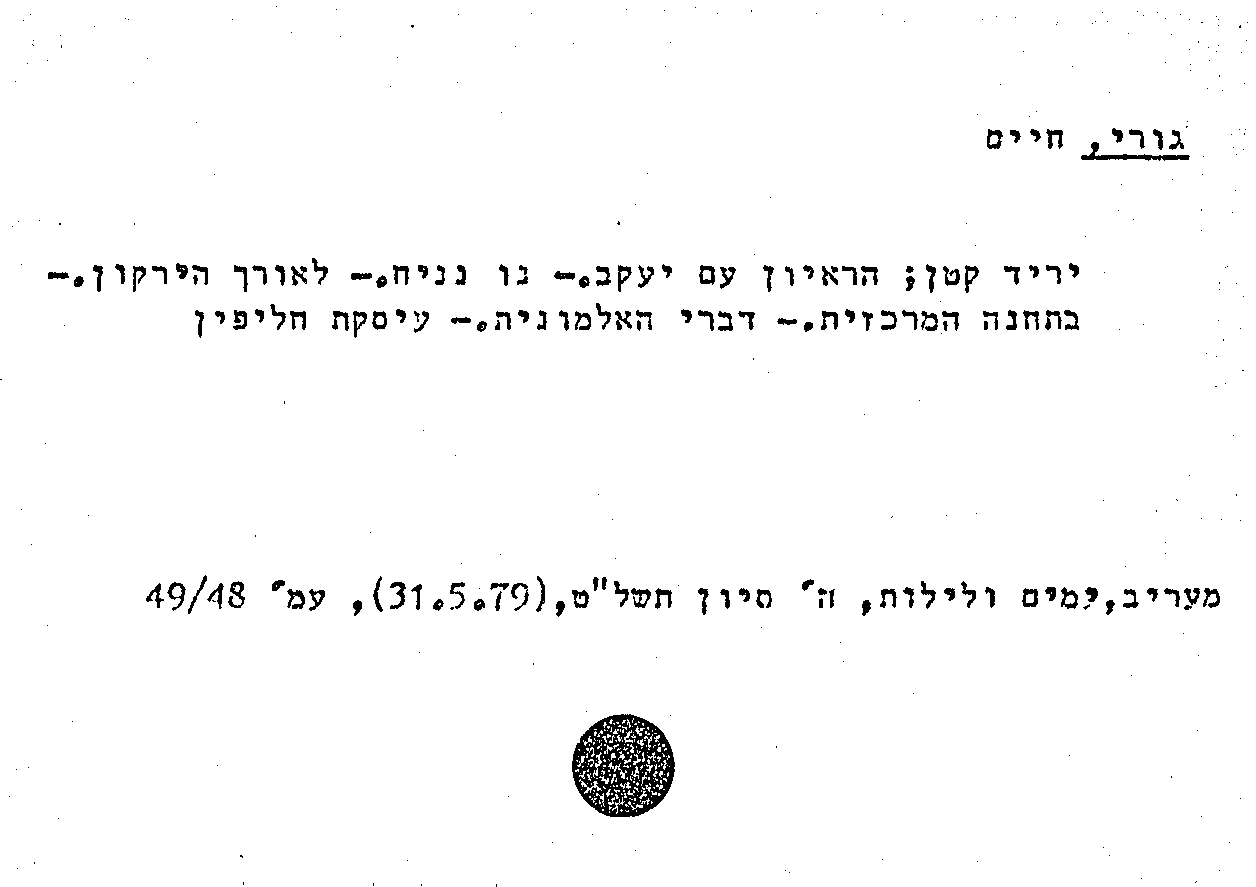 גורי, חיים
יריד קטן; הראיון עם יעקב.– נו נניח.– לאורך הירקון.–
בתחנה המרכזית.– דברי האלמונית.– עיסקת חליפין
מעריב,ימים ולילות, ה' סיון תשל"ט,(31.5.79), עמ' 49/48